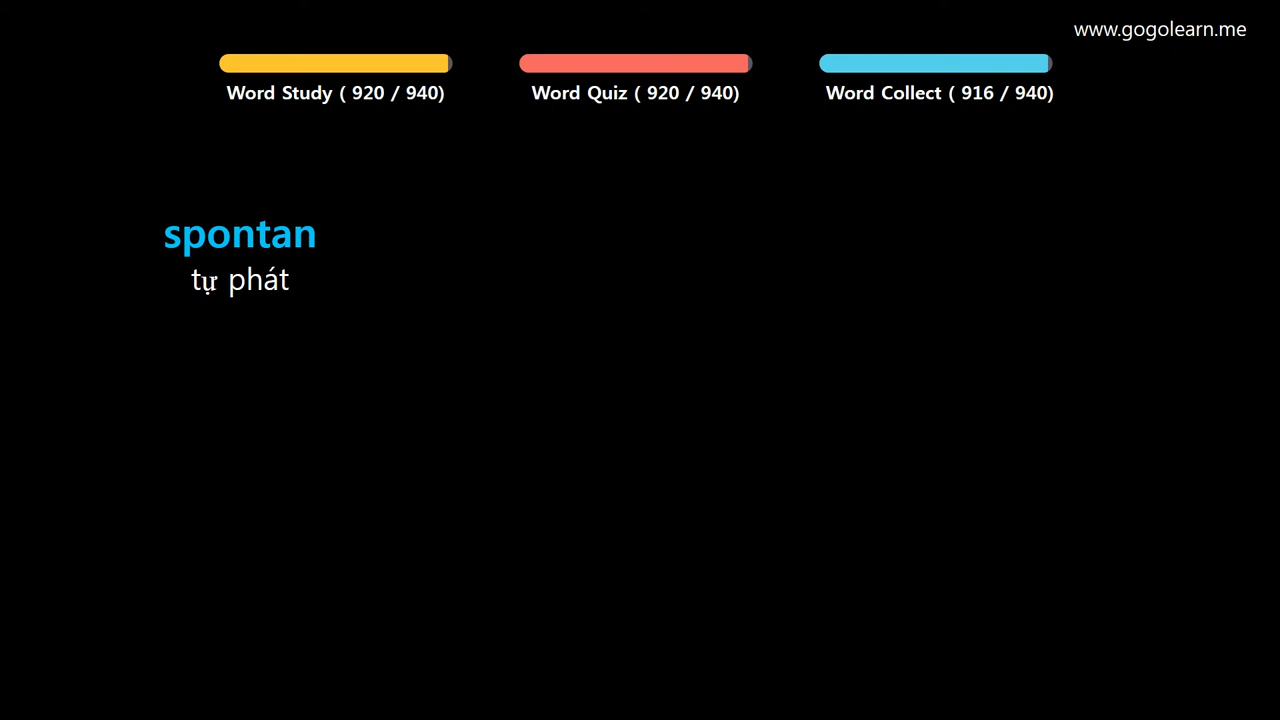 www.gogolearn.me
Word Study ( 920 / 940)
Word Quiz ( 920 / 940)
Word Collect ( 916 / 940)
spontan
tự phát